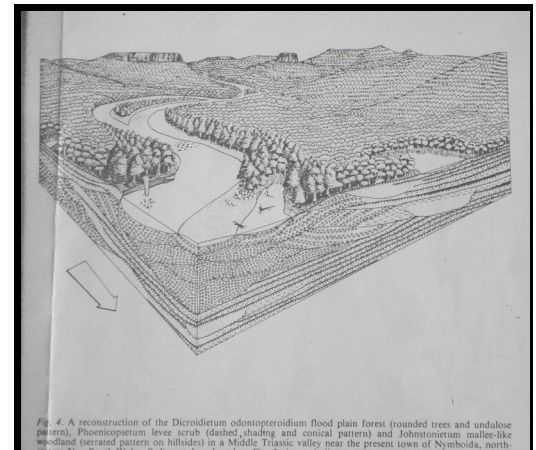 Fig. 4. A reconstruction of the Dicroidietum odontopteroidium flood plain forest (rounded trees and undulose
pattern), Phoenicopsetum levee scrub (dashed shading and conical pattern) and Johnstonietum mallee-like
woodland (serrated pattern on hillsides) in a Middle Triassic valley near the present town of Nymboida, north-